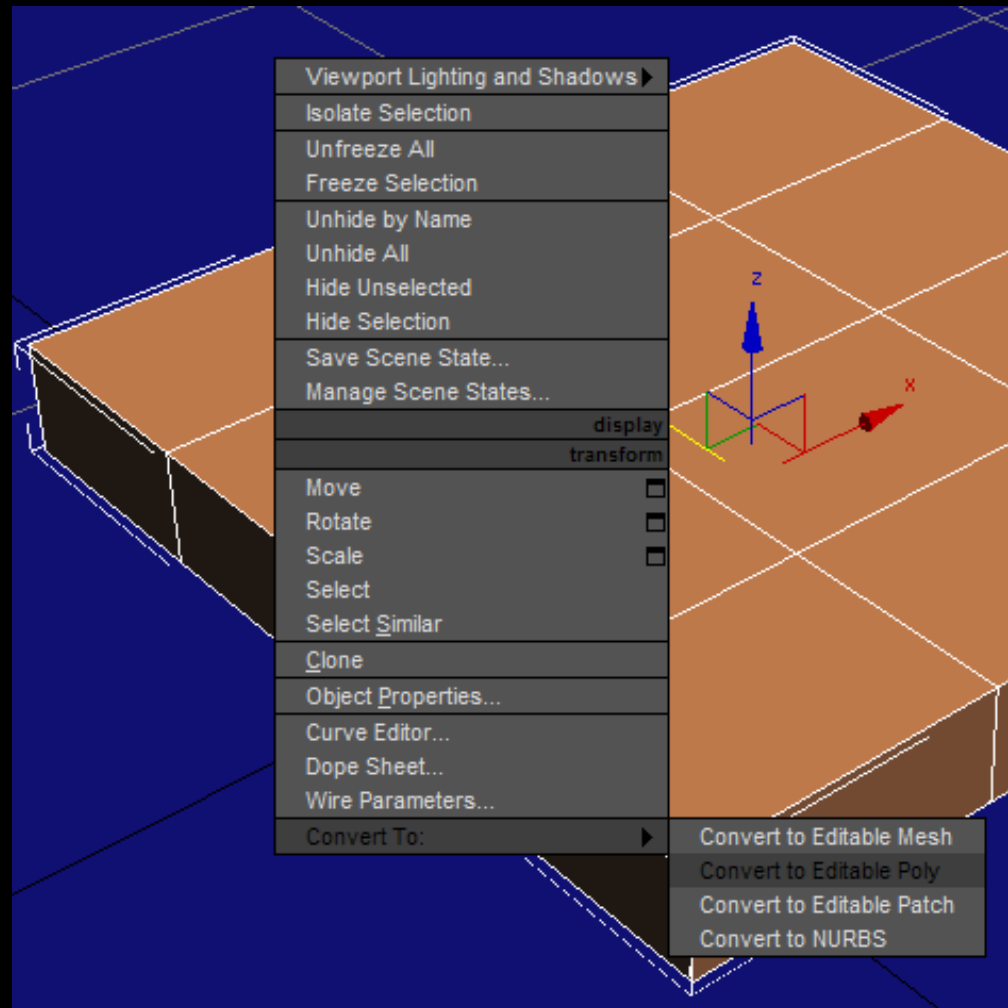 Viewport Lighting and Shadows
Isolate Selection
Unfreeze All
Freeze Selection
Unhide by Name
Unhide All
Hide Unselected
Hide Selection
Save Scene State...
Manage Scene States...
display
transform
Move
Rotate
Scale
Select
Select Similar
Clone
Object Properties...
Curve Editor...
Dope Sheet...
Wire Parameters...
Convert To:
Convert to Editable Mesh
Convert to Editable Poly
Convert to Editable Patch
Convert to NURBS
z
x